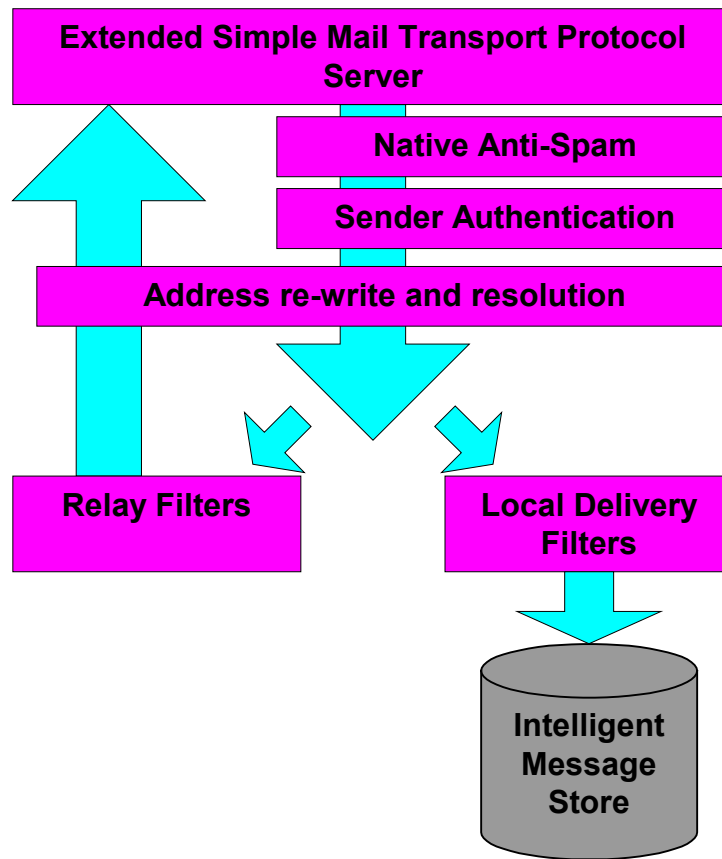 Extended Simple Mail Transport Protocol
Server
Native Anti-Spam
Sender Authentication
Address re-write and resolution
Relay Filters
Local Delivery
Filters
Intelligent
Message
Store